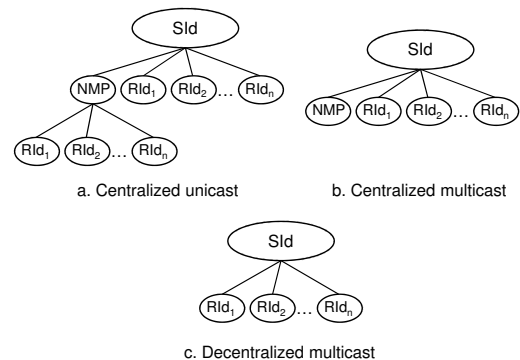 SId
NMP RId1 RId2 ... RIdn
RId1 RId2 ... RIdn
a. Centralized unicast
SId
NMP RId1 RId2 ... RIdn
b. Centralized multicast
SId
RId1 RId2 ... RIdn
c. Decentralized multicast